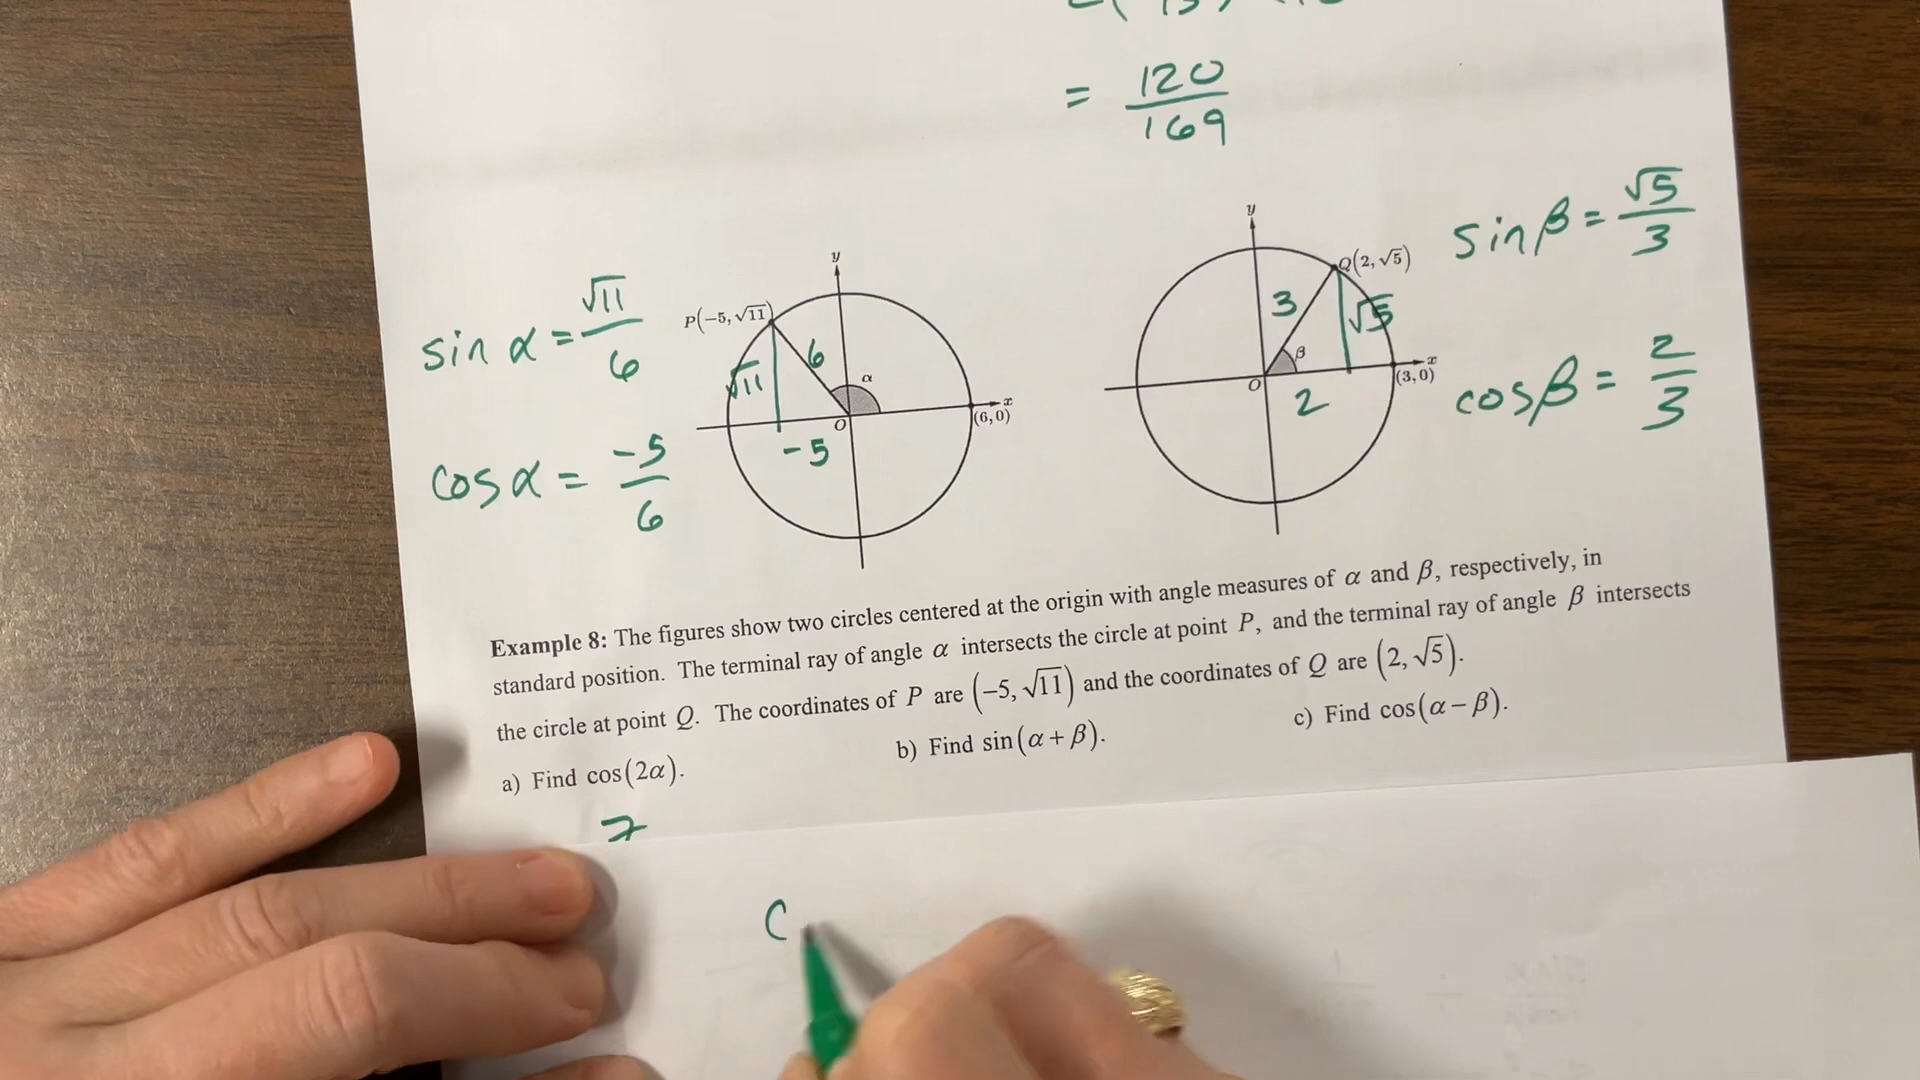 = 120/169
sin α = √11/6
cos α = -5/6
y
P(−5, √11)
6
√11
α
x
O
(6, 0)
-5
y
Q(2, √5)
3
√5
β
x
O
(3, 0)
2
sin β = √5/3
cos β = 2/3
Example 8: The figures show two circles centered at the origin with angle measures of α and β, respectively, in
standard position. The terminal ray of angle α intersects the circle at point P, and the terminal ray of angle β intersects
the circle at point Q. The coordinates of P are (−5, √11) and the coordinates of Q are (2, √5).
a) Find cos(2α). b) Find sin(α + β). c) Find cos(α − β).
C